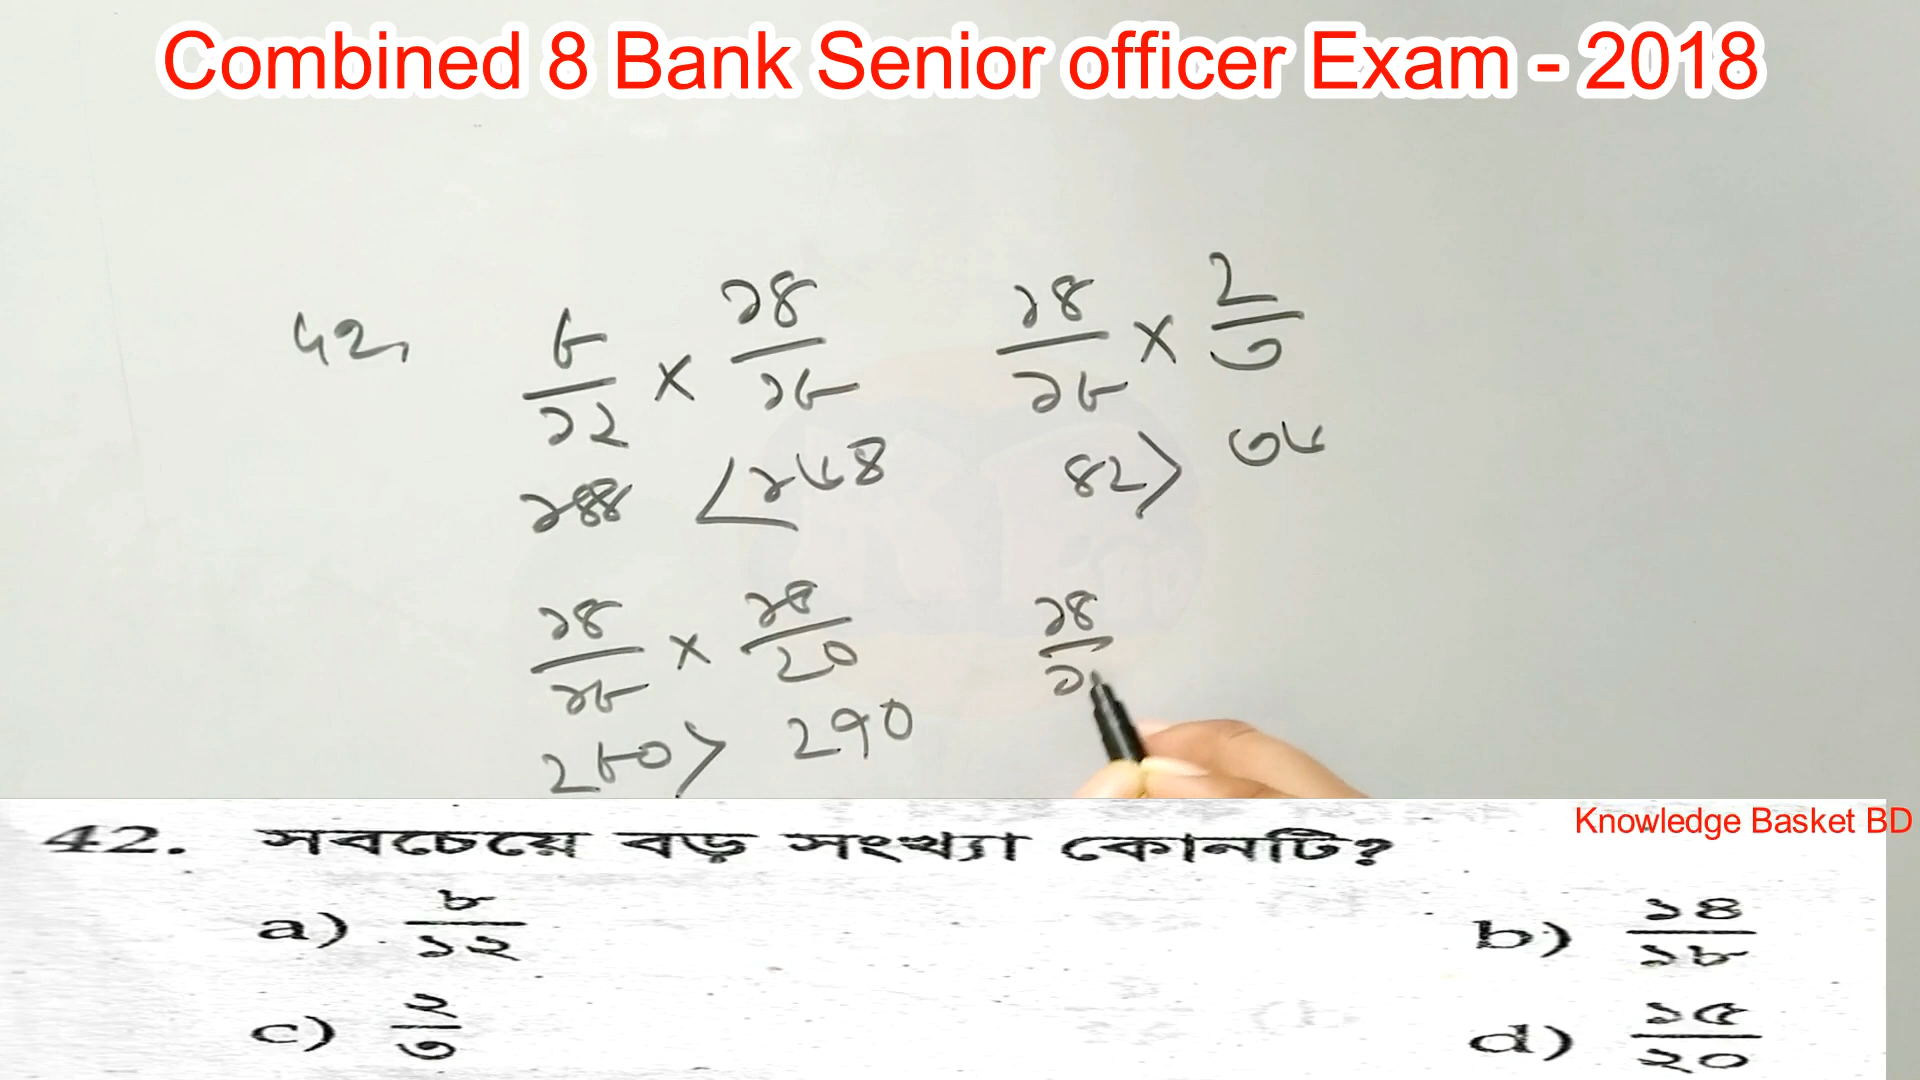 Combined 8 Bank Senior officer Exam - 2018
৪২, ৮/১২ × ১৪/১৮ ১৪/১৮ × ২/৩
১৪৪ < ১৬৮ ৪২ > ৩৬
১৪/১৮ × ১৫/২০ ১৪
২৮০ > ২৭০
Knowledge Basket BD
42. সবচেয়ে বড় সংখ্যা কোনটি?
a) ৮/১২ b) ১৪/১৮
c) ২/৩ d) ১৫/২০